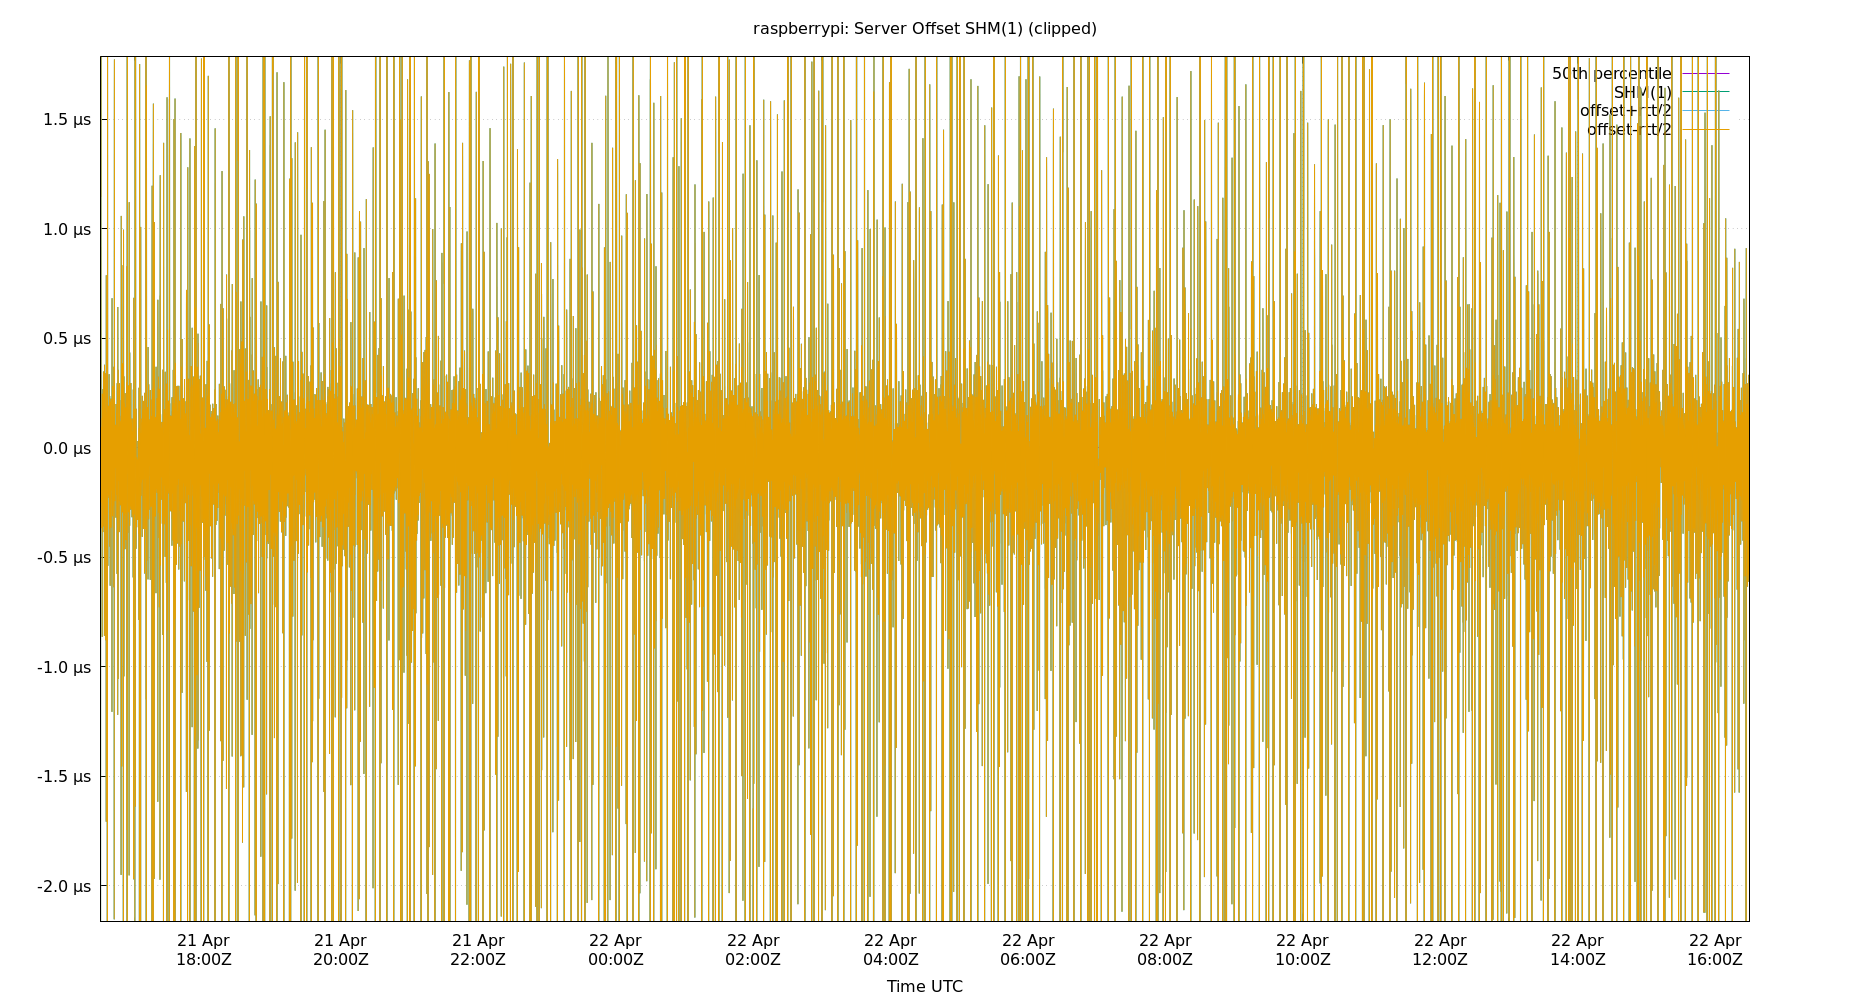 raspberrypi: Server Offset SHM(1) (clipped)
50th percentile
SHM(1)
offset+rtt/2
offset-rtt/2
1.5 µs
1.0 µs
0.5 µs
0.0 µs
-0.5 µs
-1.0 µs
-1.5 µs
-2.0 µs
21 Apr 21 Apr 21 Apr 22 Apr 22 Apr 22 Apr 22 Apr 22 Apr 22 Apr 22 Apr 22 Apr 22 Apr
18:00Z 20:00Z 22:00Z 00:00Z 02:00Z 04:00Z 06:00Z 08:00Z 10:00Z 12:00Z 14:00Z 16:00Z
Time UTC